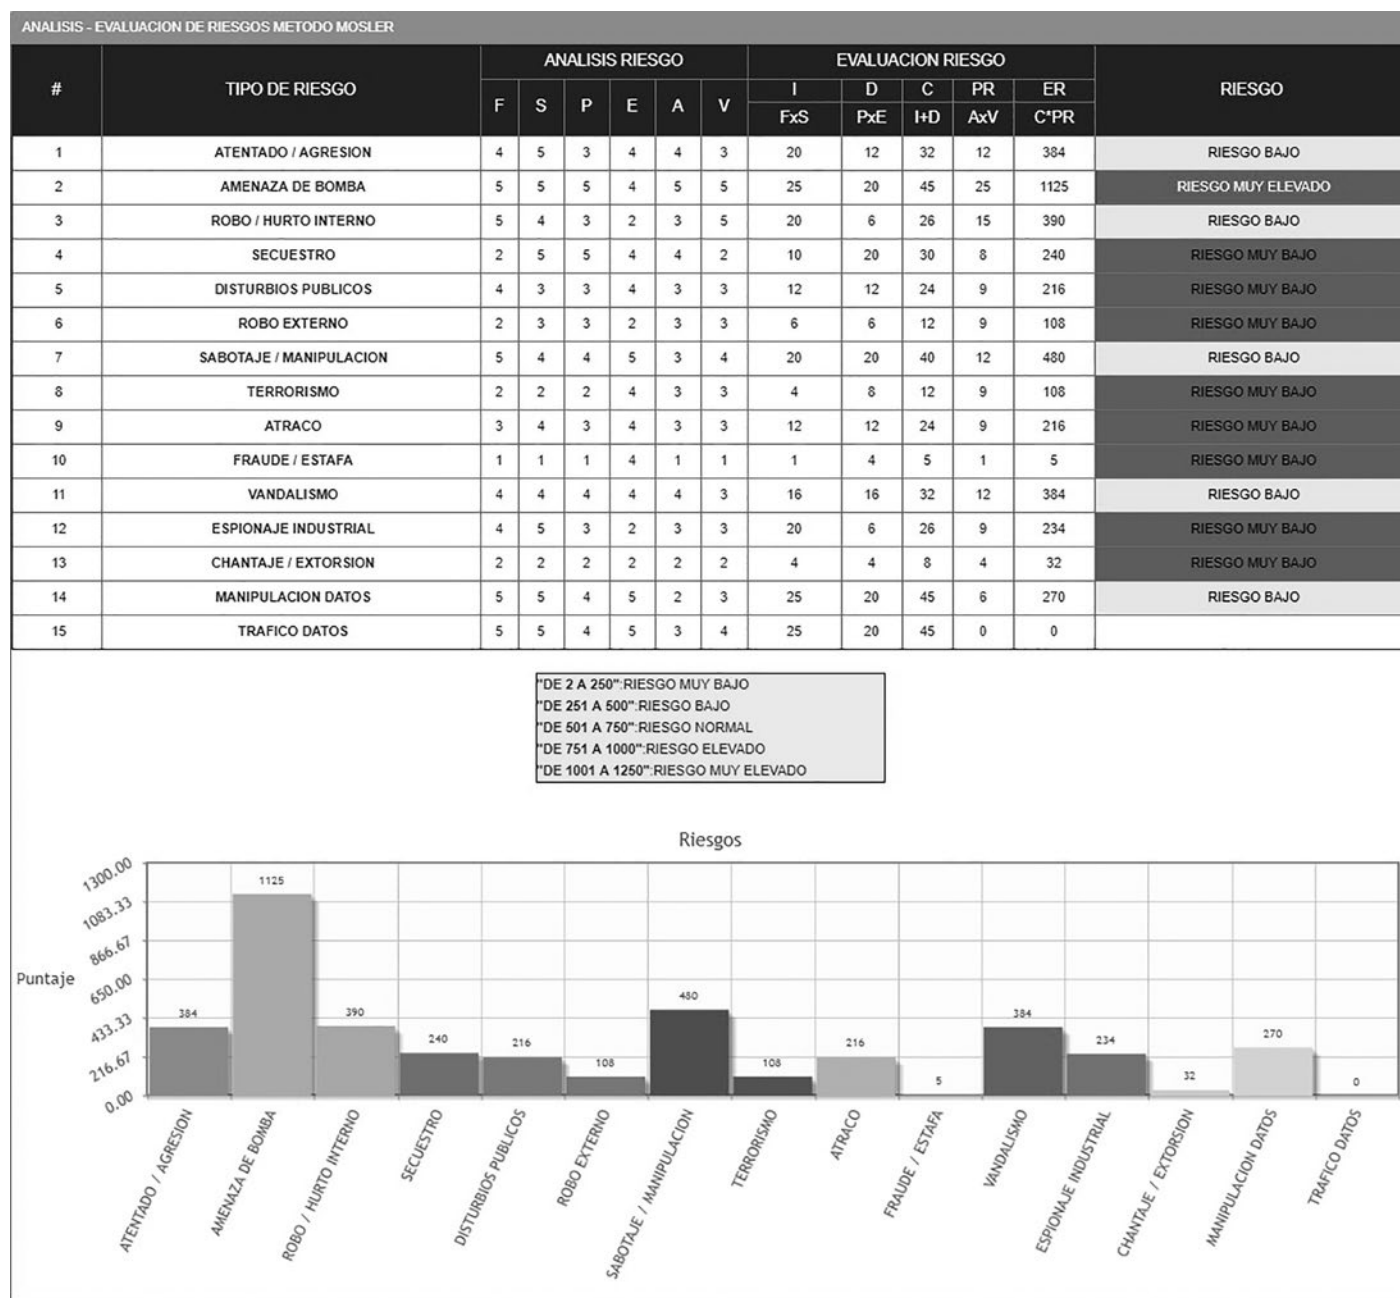 ANALISIS - EVALUACION DE RIESGOS METODO MOSLER
# TIPO DE RIESGO ANALISIS RIESGO EVALUACION RIESGO RIESGO
F S P E A V I D C PR ER
FxS PxE I+D AxV C*PR
1 ATENTADO / AGRESION 4 5 3 4 4 3 20 12 32 12 384 RIESGO BAJO
2 AMENAZA DE BOMBA 5 5 5 4 5 5 25 20 45 25 1125 RIESGO MUY ELEVADO
3 ROBO / HURTO INTERNO 5 4 3 2 3 5 20 6 26 15 390 RIESGO BAJO
4 SECUESTRO 2 5 5 4 4 2 10 20 30 8 240 RIESGO MUY BAJO
5 DISTURBIOS PUBLICOS 4 3 3 4 3 3 12 12 24 9 216 RIESGO MUY BAJO
6 ROBO EXTERNO 2 3 3 2 3 3 6 6 12 9 108 RIESGO MUY BAJO
7 SABOTAJE / MANIPULACION 5 4 4 5 3 4 20 20 40 12 480 RIESGO BAJO
8 TERRORISMO 2 2 2 4 3 3 4 8 12 9 108 RIESGO MUY BAJO
9 ATRACO 3 4 3 4 3 3 12 12 24 9 216 RIESGO MUY BAJO
10 FRAUDE / ESTAFA 1 1 1 4 1 1 1 4 5 1 5 RIESGO MUY BAJO
11 VANDALISMO 4 4 4 4 4 3 16 16 32 12 384 RIESGO BAJO
12 ESPIONAJE INDUSTRIAL 4 5 3 2 3 3 20 6 26 9 234 RIESGO MUY BAJO
13 CHANTAJE / EXTORSION 2 2 2 2 2 2 4 4 8 4 32 RIESGO MUY BAJO
14 MANIPULACION DATOS 5 5 4 5 2 3 25 20 45 6 270 RIESGO BAJO
15 TRAFICO DATOS 5 5 4 5 3 4 25 20 45 0 0
"DE 2 A 250":RIESGO MUY BAJO
"DE 251 A 500":RIESGO BAJO
"DE 501 A 750":RIESGO NORMAL
"DE 751 A 1000":RIESGO ELEVADO
"DE 1001 A 1250":RIESGO MUY ELEVADO
Riesgos
Puntaje
1300.00
1083.33
866.67
650.00
433.33
216.67
0.00
384 1125 390 240 216 108 480 108 216 5 384 234 32 270 0
ATENTADO / AGRESION
AMENAZA DE BOMBA
ROBO / HURTO INTERNO
SECUESTRO
DISTURBIOS PUBLICOS
ROBO EXTERNO
SABOTAJE / MANIPULACION
TERRORISMO
ATRACO
FRAUDE / ESTAFA
VANDALISMO
ESPIONAJE INDUSTRIAL
CHANTAJE / EXTORSION
MANIPULACION DATOS
TRAFICO DATOS